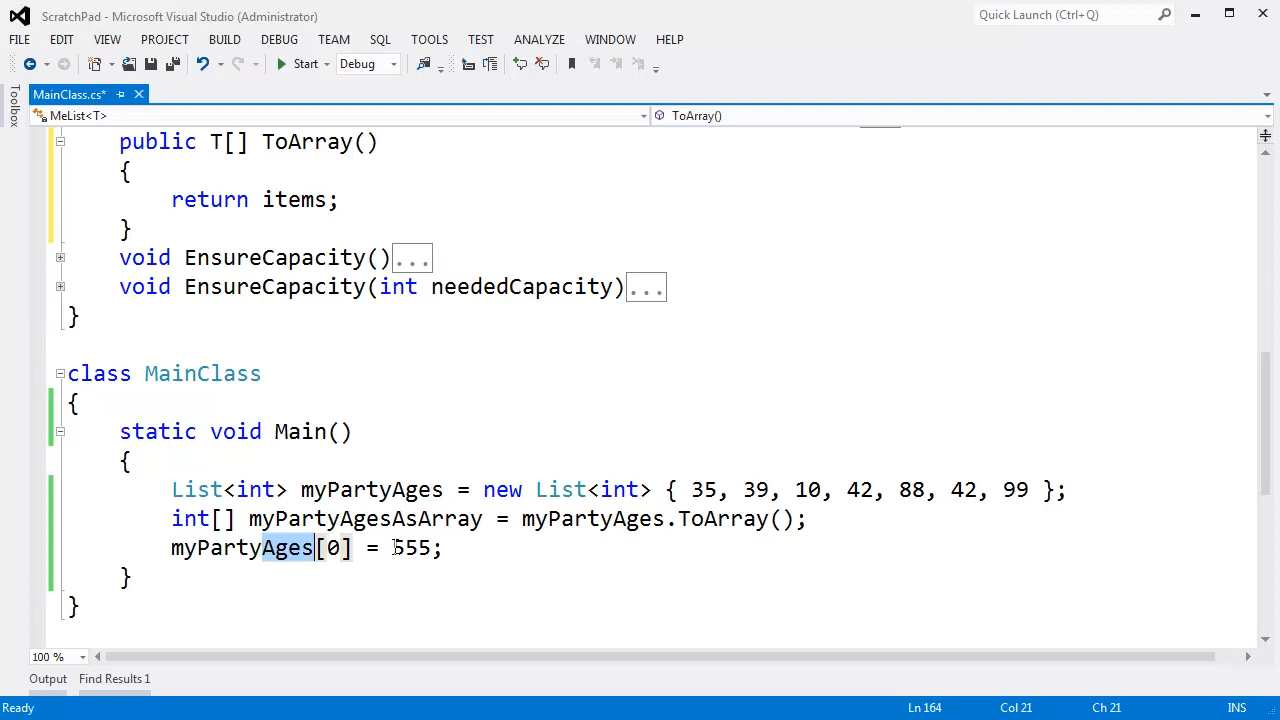 ScratchPad - Microsoft Visual Studio (Administrator)
Quick Launch (Ctrl+Q)
FILE EDIT VIEW PROJECT BUILD DEBUG TEAM SQL TOOLS TEST ANALYZE WINDOW HELP
Start Debug
Toolbox
MainClass.cs*
MeList<T> ToArray()
public T[] ToArray()
{
return items;
}
void EnsureCapacity()...
void EnsureCapacity(int neededCapacity)...
}
class MainClass
{
static void Main()
{
List<int> myPartyAges = new List<int> { 35, 39, 10, 42, 88, 42, 99 };
int[] myPartyAgesAsArray = myPartyAges.ToArray();
myPartyAges[0] = 555;
}
}
100 %
Output Find Results 1
Ready Ln 164 Col 21 Ch 21 INS